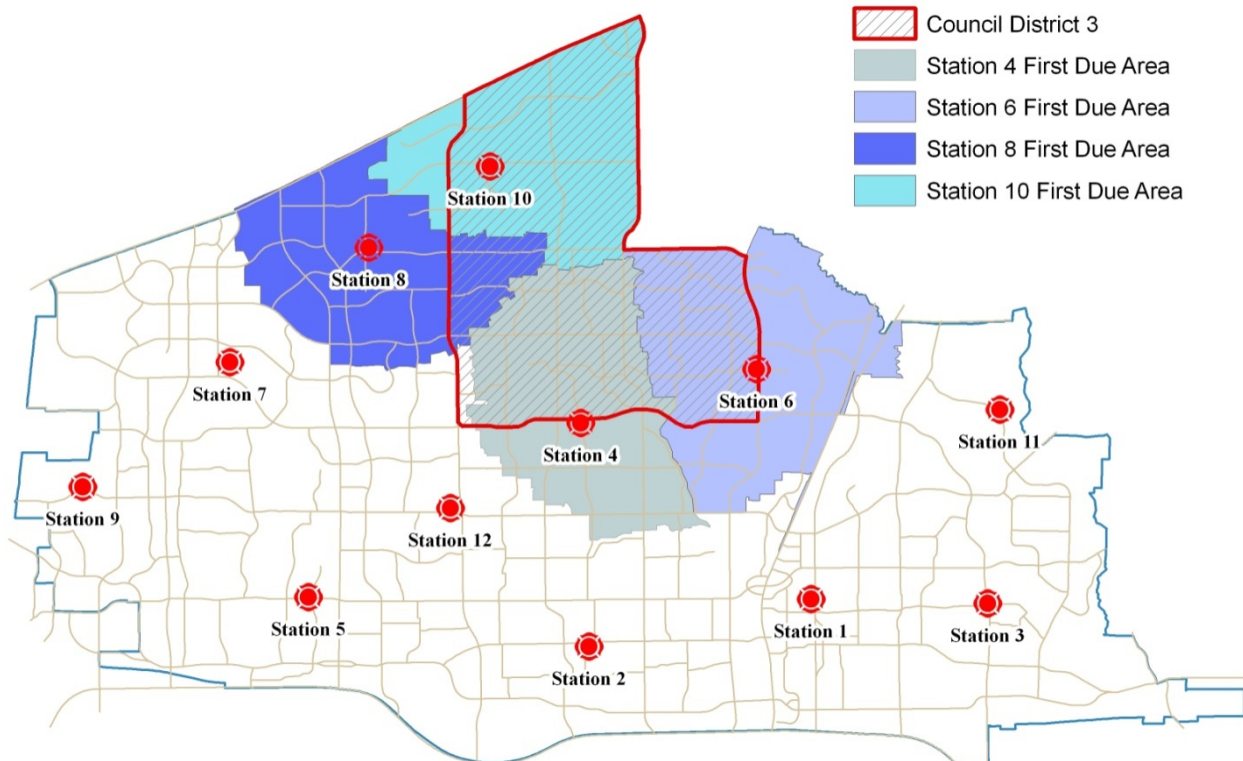 Council District 3
Station 4 First Due Area
Station 6 First Due Area
Station 8 First Due Area
Station 10 First Due Area
Station 10
Station 8
Station 7
Station 6
Station 11
Station 4
Station 9
Station 12
Station 5
Station 1
Station 3
Station 2